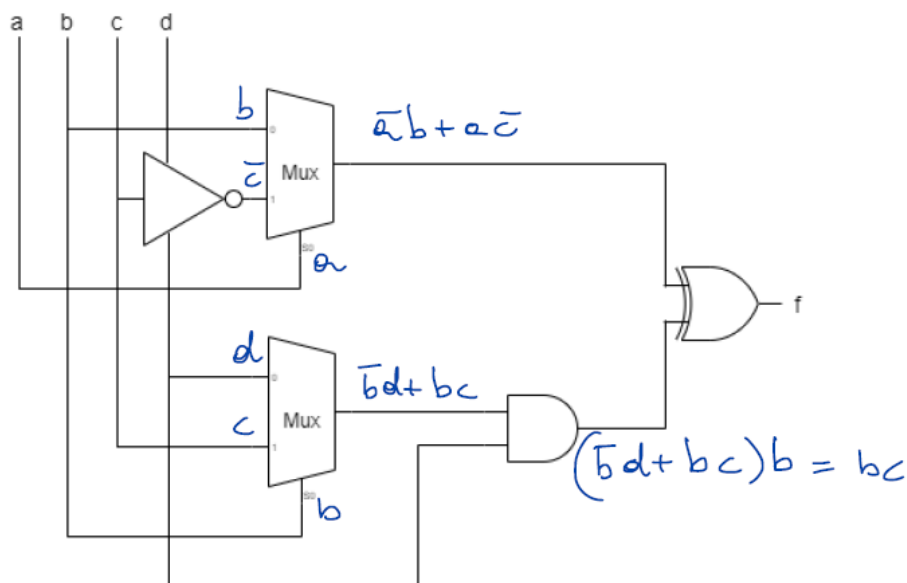 a b c d
b
āb + ac̄
0
Mux
c̄
1
S0
a
f
d
0
b̄d + bc
Mux
c
1
S0
b
(b̄d + bc)b = bc